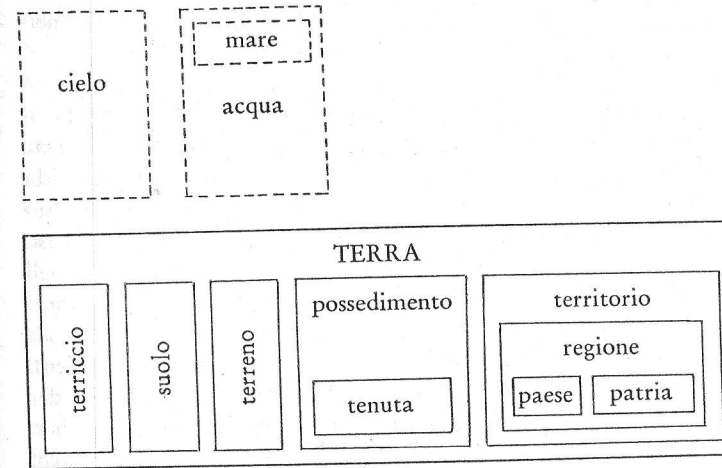 mare
cielo
acqua
TERRA
terriccio
suolo
terreno
possedimento
tenuta
territorio
regione
paese
patria